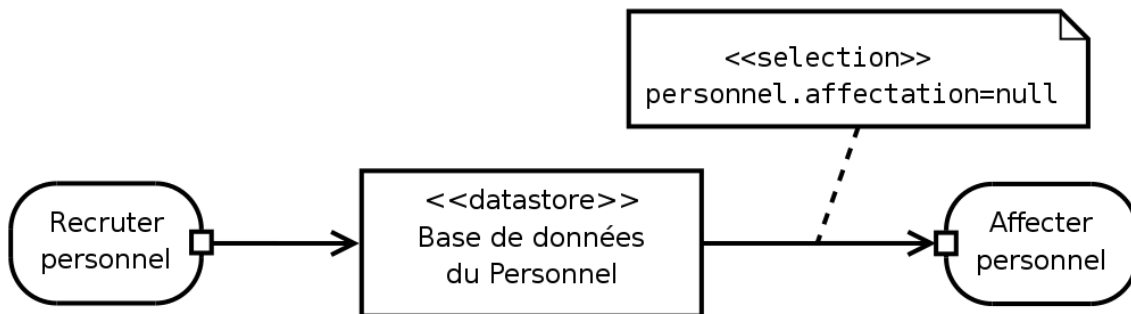 <<selection>>
personnel.affectation=null
Recruter
personnel
<<datastore>>
Base de données
du Personnel
Affecter
personnel